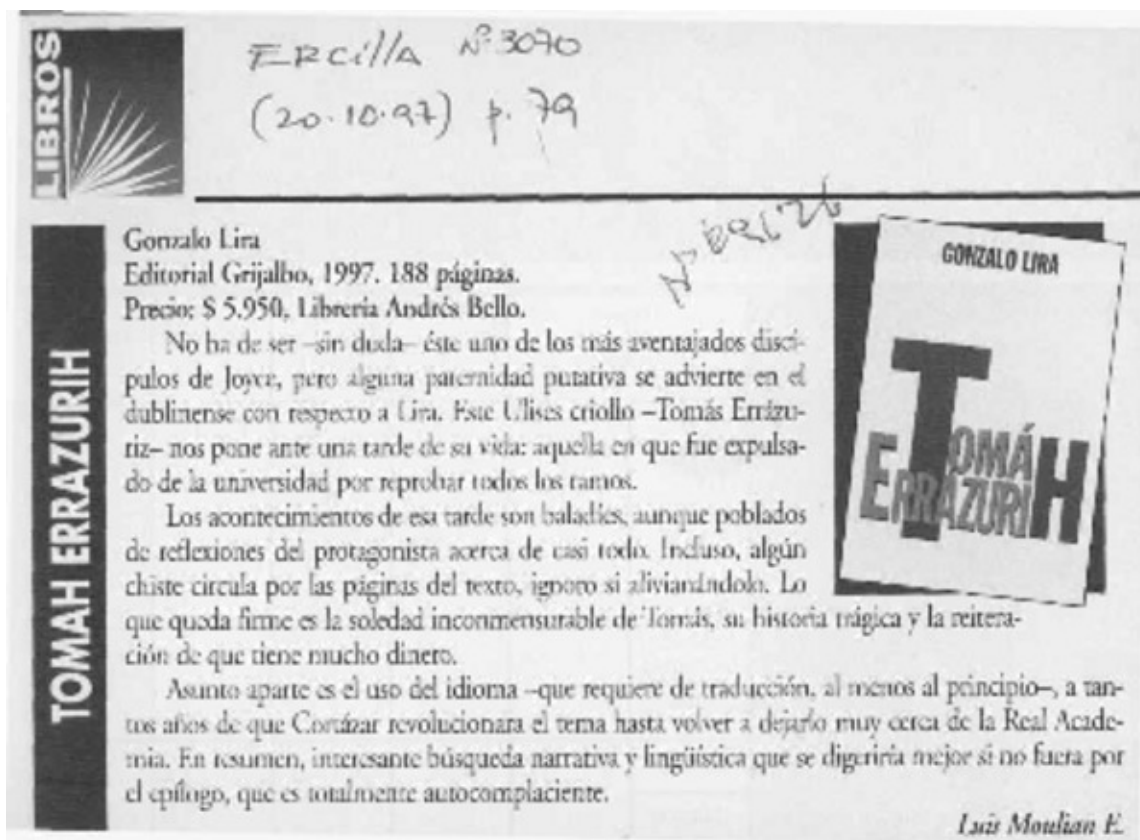 LIBROS
ERCillA Nº 3070
(20.10.97) p. 79
TOMAH ERRAZURIH
Gonzalo Lira
Editorial Grijalbo, 1997. 188 páginas.
Precio: $ 5.950. Librería Andrés Bello.
No ha de ser –sin duda– éste uno de los más aventajados discí-
pulos de Joyce, pero alguna paternidad putativa se advierte en el
dublinense con respecto a Lira. Este Ulises criollo –Tomás Errázu-
riz– nos pone ante una tarde de su vida: aquella en que fue expulsa-
do de la universidad por reprobar todos los ramos.
Los acontecimientos de esa tarde son baladíes, aunque poblados
de reflexiones del protagonista acerca de casi todo. Incluso, algún
chiste circula por las páginas del texto, ignoro si aliviandolo. Lo
que queda firme es la soledad inconmensurable de Tomás, su historia trágica y la reitera-
ción de que tiene mucho dinero.
Asunto aparte es el uso del idioma –que requiere de traducción, al menos al principio–, a tan-
tos años de que Cortázar revolucionara el tema hasta volver a dejarlo muy cerca de la Real Acade-
mia. En resumen, interesante búsqueda narrativa y lingüística que se digeriría mejor si no fuera por
el epílogo, que es totalmente autocomplaciente.
Luis Moulian E.
GONZALO LIRA
TOMÁH
ERRAZURIH